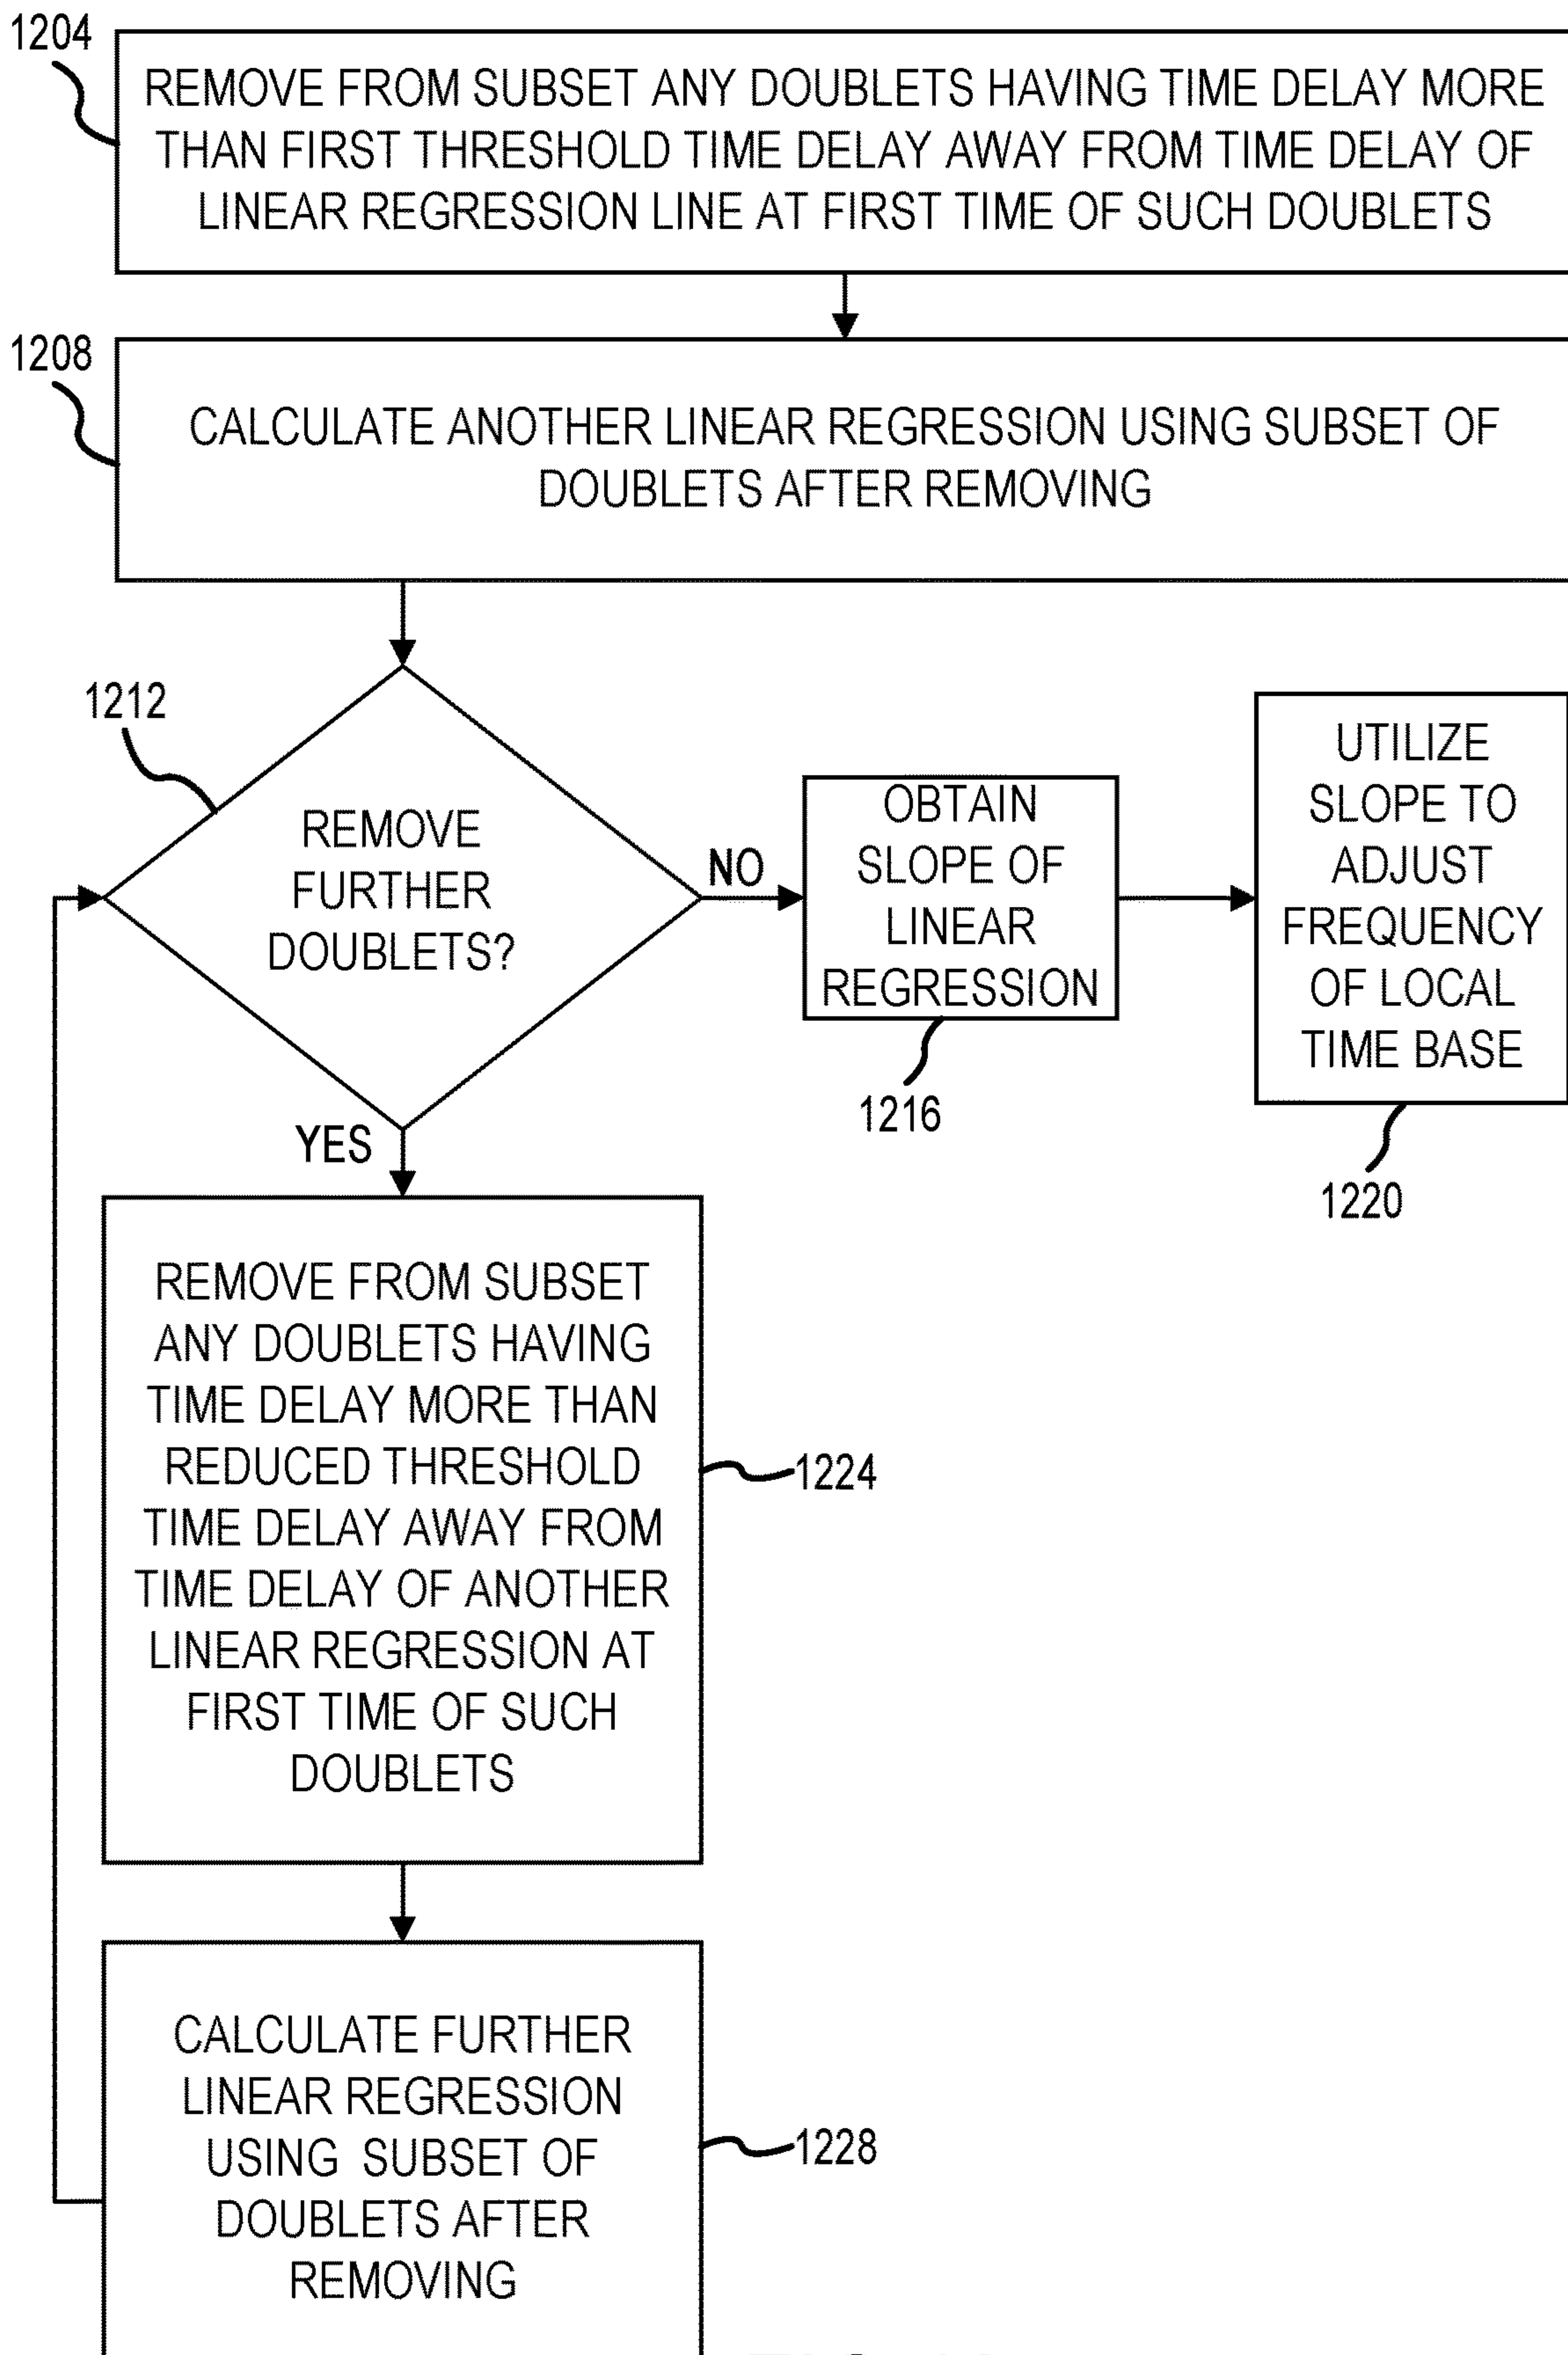 1204
REMOVE FROM SUBSET ANY DOUBLETS HAVING TIME DELAY MORE
THAN FIRST THRESHOLD TIME DELAY AWAY FROM TIME DELAY OF
LINEAR REGRESSION LINE AT FIRST TIME OF SUCH DOUBLETS
1208
CALCULATE ANOTHER LINEAR REGRESSION USING SUBSET OF
DOUBLETS AFTER REMOVING
1212
REMOVE
FURTHER
DOUBLETS?
NO
OBTAIN
SLOPE OF
LINEAR
REGRESSION
1216
UTILIZE
SLOPE TO
ADJUST
FREQUENCY
OF LOCAL
TIME BASE
1220
YES
REMOVE FROM SUBSET
ANY DOUBLETS HAVING
TIME DELAY MORE THAN
REDUCED THRESHOLD
TIME DELAY AWAY FROM
TIME DELAY OF ANOTHER
LINEAR REGRESSION AT
FIRST TIME OF SUCH
DOUBLETS
1224
CALCULATE FURTHER
LINEAR REGRESSION
USING SUBSET OF
DOUBLETS AFTER
REMOVING
1228